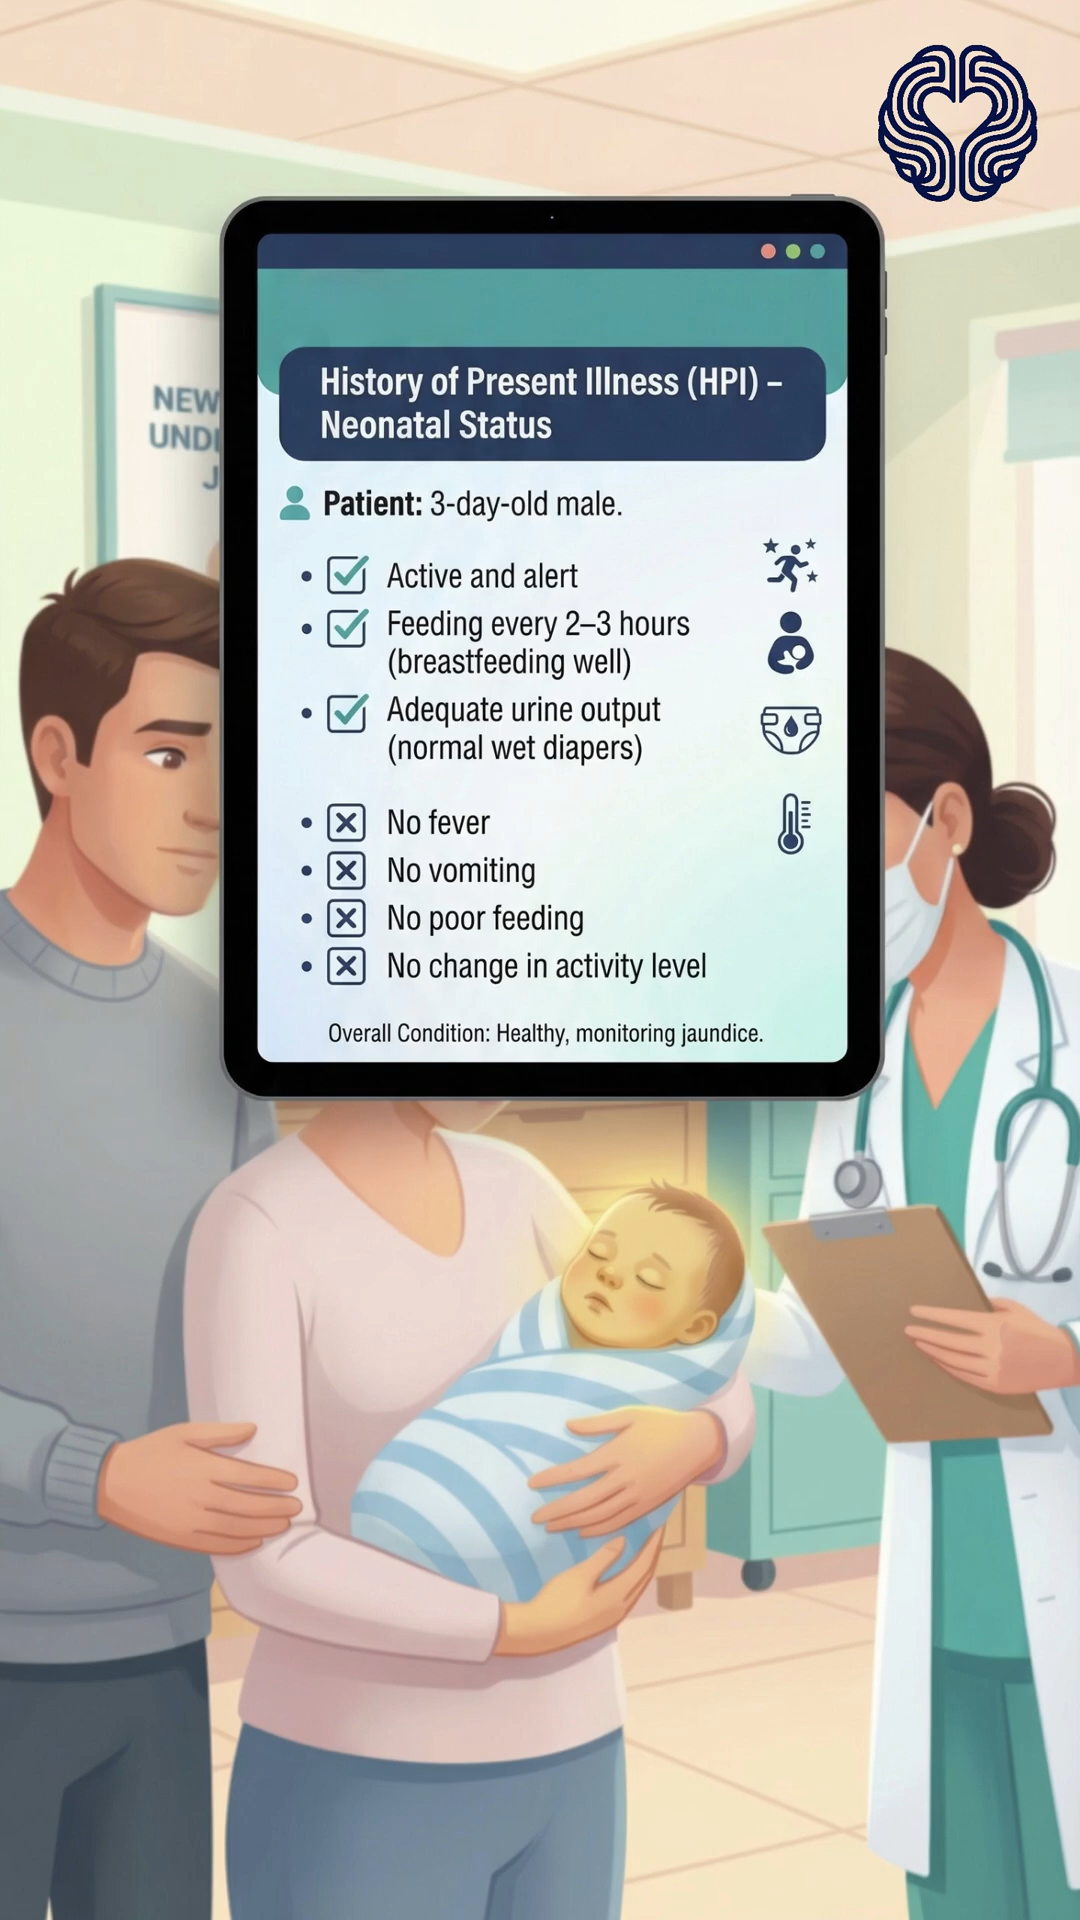 NEW
UNDI
J
History of Present Illness (HPI) –
Neonatal Status
Patient: 3-day-old male.
• Active and alert
• Feeding every 2–3 hours
(breastfeeding well)
• Adequate urine output
(normal wet diapers)
• No fever
• No vomiting
• No poor feeding
• No change in activity level
Overall Condition: Healthy, monitoring jaundice.